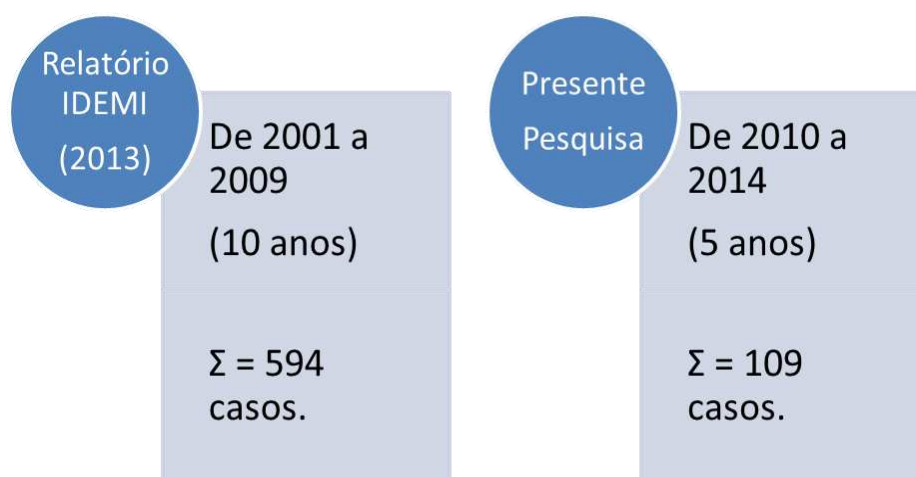 Relatório
IDEMI
(2013)
De 2001 a
2009
(10 anos)
Σ = 594
casos.
Presente
Pesquisa
De 2010 a
2014
(5 anos)
Σ = 109
casos.